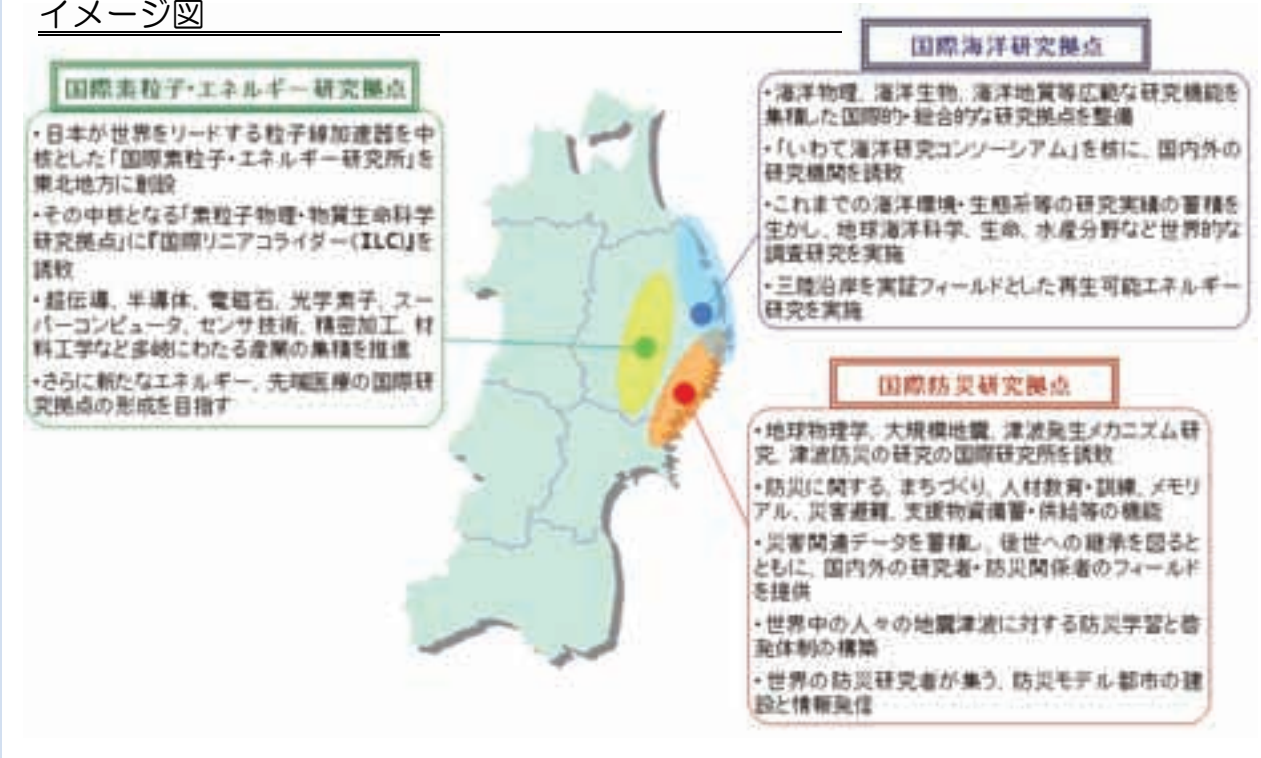 イメージ図
国際素粒子・エネルギー研究拠点
・日本が世界をリードする粒子線加速器を中
核とした「国際素粒子・エネルギー研究所」を
東北地方に創設
・その中核となる「素粒子物理・物質生命科学
研究拠点」に『国際リニアコライダー(ILC)』を
誘致
・超伝導、半導体、電磁石、光学素子、スー
パーコンピュータ、センサ技術、精密加工、材
料工学など多岐にわたる産業の集積を推進
・さらに新たなエネルギー、先端医療の国際研
究拠点の形成を目指す
国際海洋研究拠点
・海洋物理、海洋生物、海洋地質等広範な研究機能を
集積した国際的・総合的な研究拠点を整備
・「いわて海洋研究コンソーシアム」を核に、国内外の
研究機関を誘致
・これまでの海洋環境・生態系等の研究実績の蓄積を
生かし、地球海洋科学、生命、水産分野など世界的な
調査研究を実施
・三陸沿岸を実証フィールドとした再生可能エネルギー
研究を実施
国際防災研究拠点
・地球物理学、大規模地震、津波発生メカニズム研
究、津波防災の研究の国際研究所を誘致
・防災に関する、まちづくり、人材教育・訓練、メモリ
アル、災害避難、支援物資備蓄・供給等の機能
・災害関連データを蓄積し、後世への継承を図ると
ともに、国内外の研究者・防災関係者のフィールド
を提供
・世界中の人々の地震津波に対する防災学習と啓
発体制の構築
・世界の防災研究者が集う、防災モデル都市の建
設と情報発信